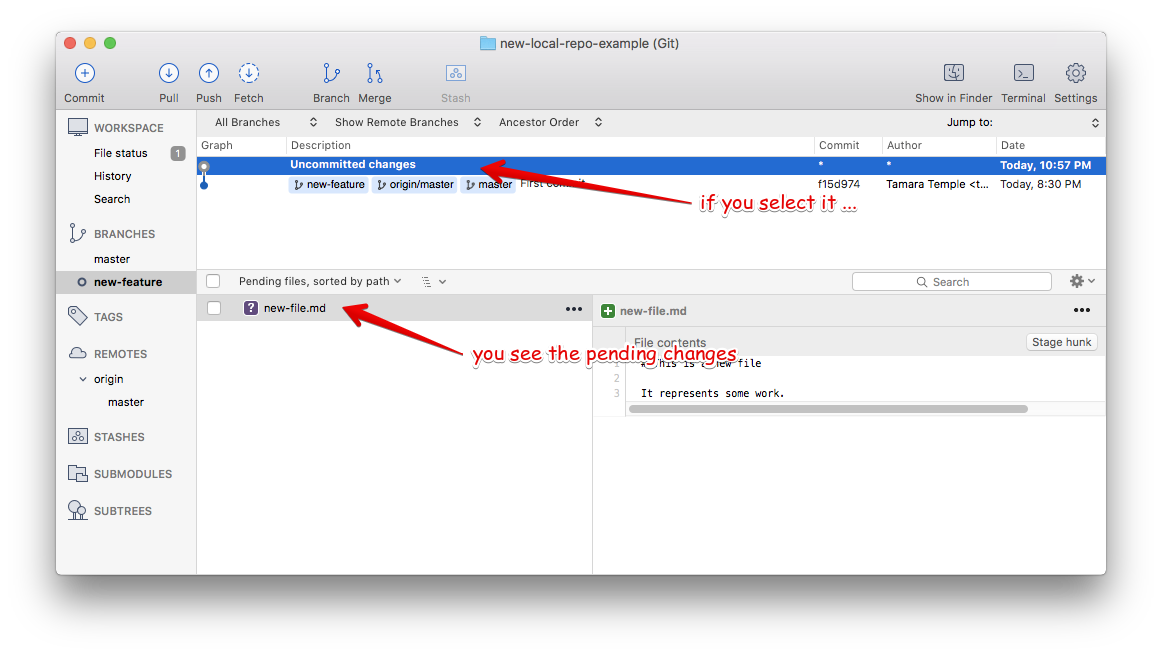 new-local-repo-example (Git)
Commit Pull Push Fetch Branch Merge Stash Show in Finder Terminal Settings
WORKSPACE
File status 1
History
Search
BRANCHES
master
new-feature
TAGS
REMOTES
origin
master
STASHES
SUBMODULES
SUBTREES
All Branches Show Remote Branches Ancestor Order Jump to:
Graph Description Commit Author Date
Uncommitted changes * * Today, 10:57 PM
new-feature origin/master master First commit f15d974 Tamara Temple <t... Today, 8:30 PM
if you select it ...
Pending files, sorted by path Search
? new-file.md •••
new-file.md •••
you see the pending changes
File contents Stage hunk
1 # This is a new file
2
3 It represents some work.